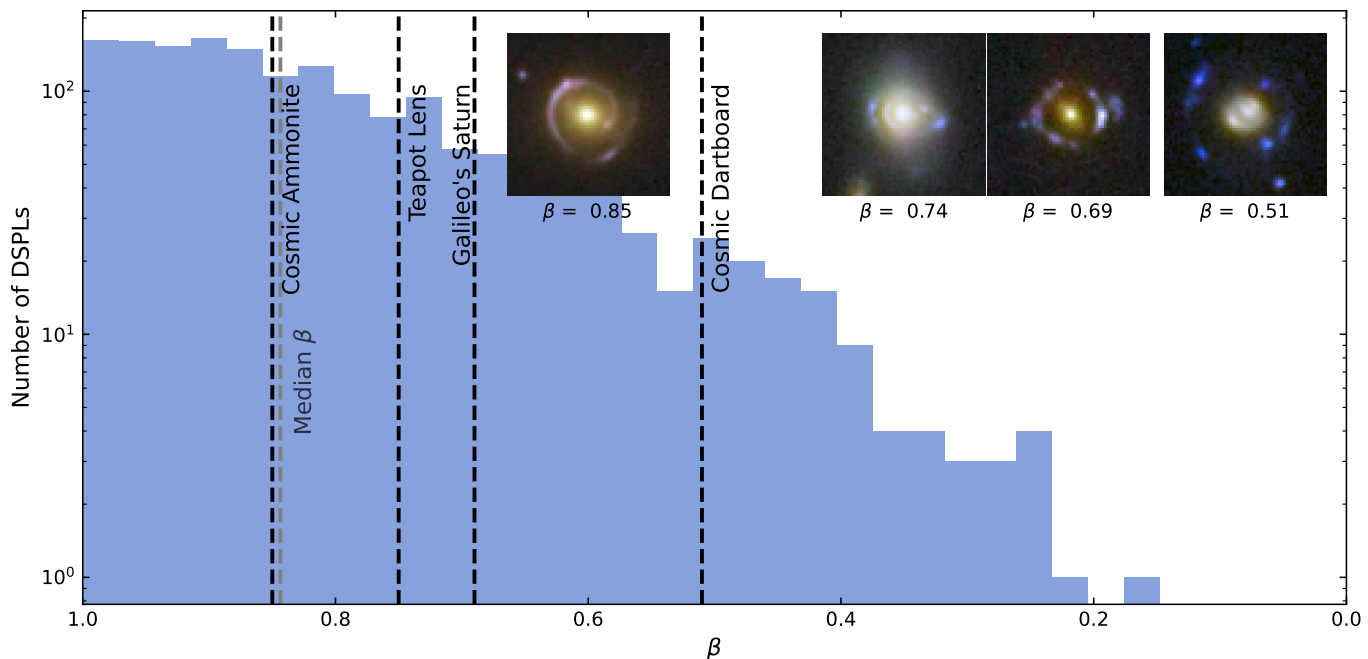 Number of DSPLs
10²
10¹
10⁰
Cosmic Ammonite
Median β
Teapot Lens
Galileo's Saturn
Cosmic Dartboard
β = 0.85
β = 0.74
β = 0.69
β = 0.51
1.0
0.8
0.6
0.4
0.2
0.0
β